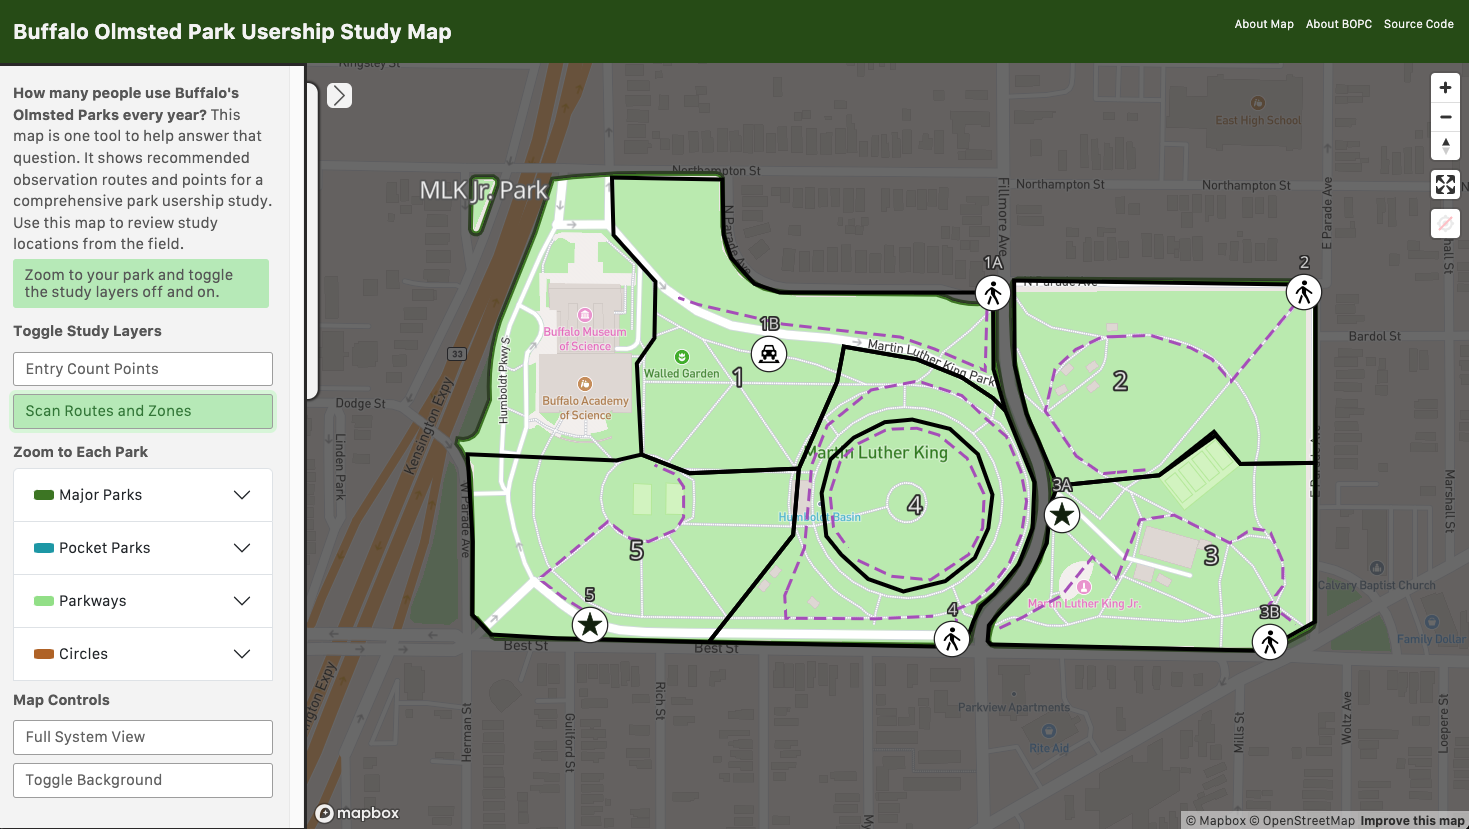 Buffalo Olmsted Park Usership Study Map
About Map
About BOPC
Source Code
How many people use Buffalo's
Olmsted Parks every year? This
map is one tool to help answer that
question. It shows recommended
observation routes and points for a
comprehensive park usership study.
Use this map to review study
locations from the field.
Zoom to your park and toggle
the study layers off and on.
Toggle Study Layers
Entry Count Points
Scan Routes and Zones
Zoom to Each Park
Major Parks
Pocket Parks
Parkways
Circles
Map Controls
Full System View
Toggle Background
Kingsley St
East High School
MLK Jr. Park
Northampton St
Northampton St
Northampton St
N Parade Ave
Fillmore Ave
E Parade Ave
1A
2
N Parade Ave
Buffalo Museum
of Science
1B
Martin Luther King Park
Bardol St
33
Humboldt Pkwy S
Walled Garden
1
2
Buffalo Academy
of Science
Dodge St
Kensington Expy
Linden Park
Martin Luther King
E Parade Ave
3A
4
Humboldt Basin
W Parade Ave
Marshall St
5
3
Martin Luther King Jr.
Calvary Baptist Church
5
4
3B
Family Dollar
Best St
Best St
Rich St
Guilford St
Herman St
Parkview Apartments
Rite Aid
Mills St
Woltz Ave
Loepere St
mapbox
© Mapbox © OpenStreetMap Improve this map